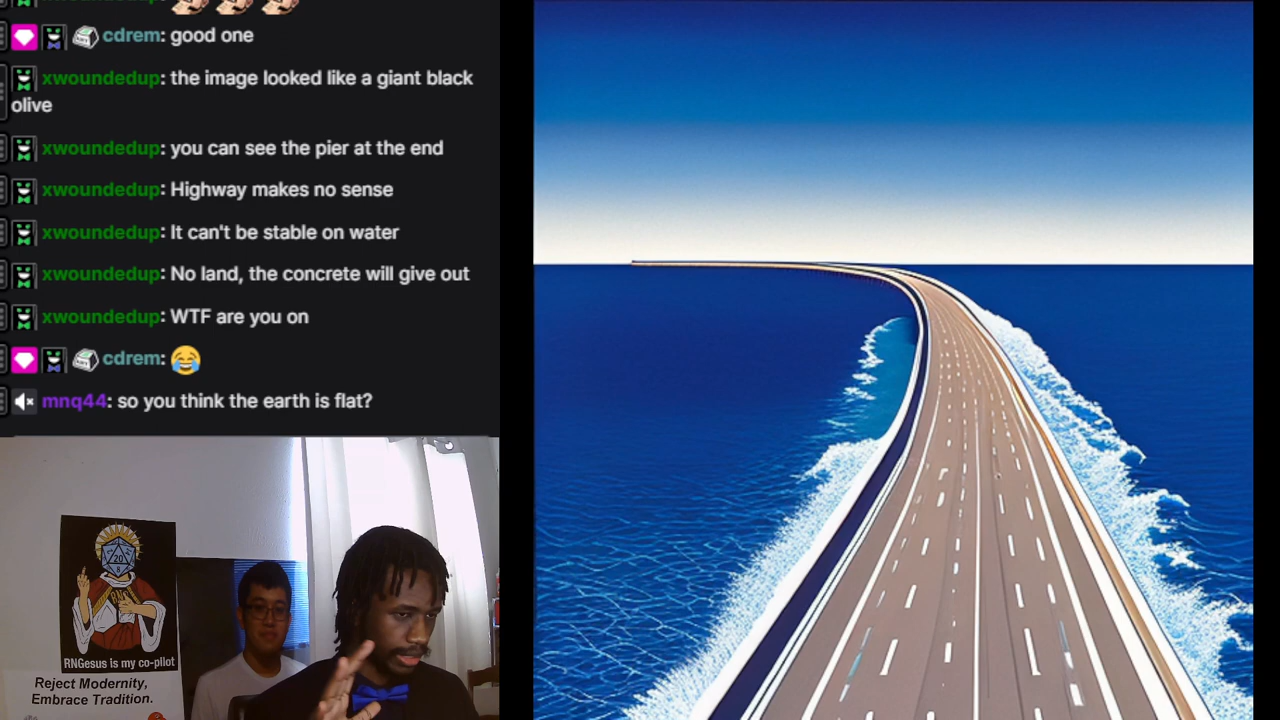 cdrem: good one
xwoundedup: the image looked like a giant black
olive
xwoundedup: you can see the pier at the end
xwoundedup: Highway makes no sense
xwoundedup: It can't be stable on water
xwoundedup: No land, the concrete will give out
xwoundedup: WTF are you on
cdrem: 😂
mnq44: so you think the earth is flat?
20
RNGesus is my co-pilot
Reject Modernity,
Embrace Tradition.